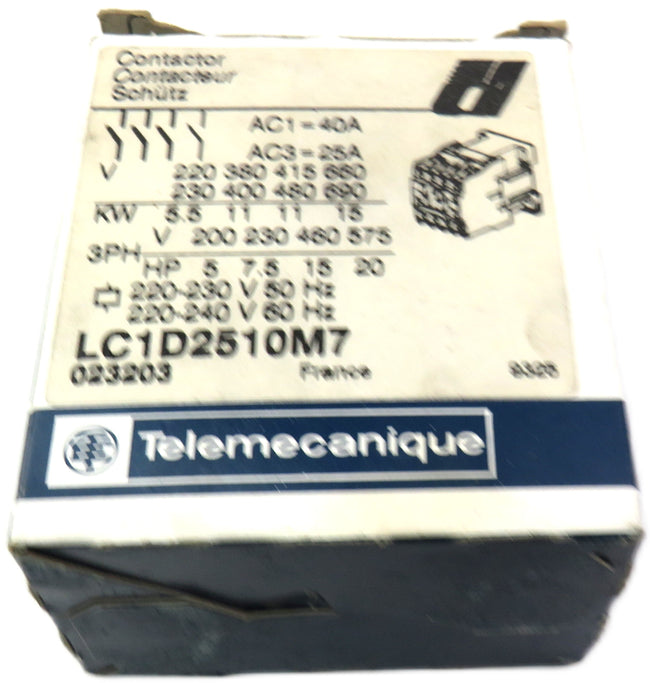 Contactor
Contacteur
Schütz
AC1=40A
AC3=25A
V 220 380 415 660
230 400 480 690
KW 5.5 11 11 15
V 200 230 460 575
3PH
HP 5 7.5 15 20
220-230 V 50 Hz
220-240 V 60 Hz
LC1D2510M7
023203 France 9325
Telemecanique